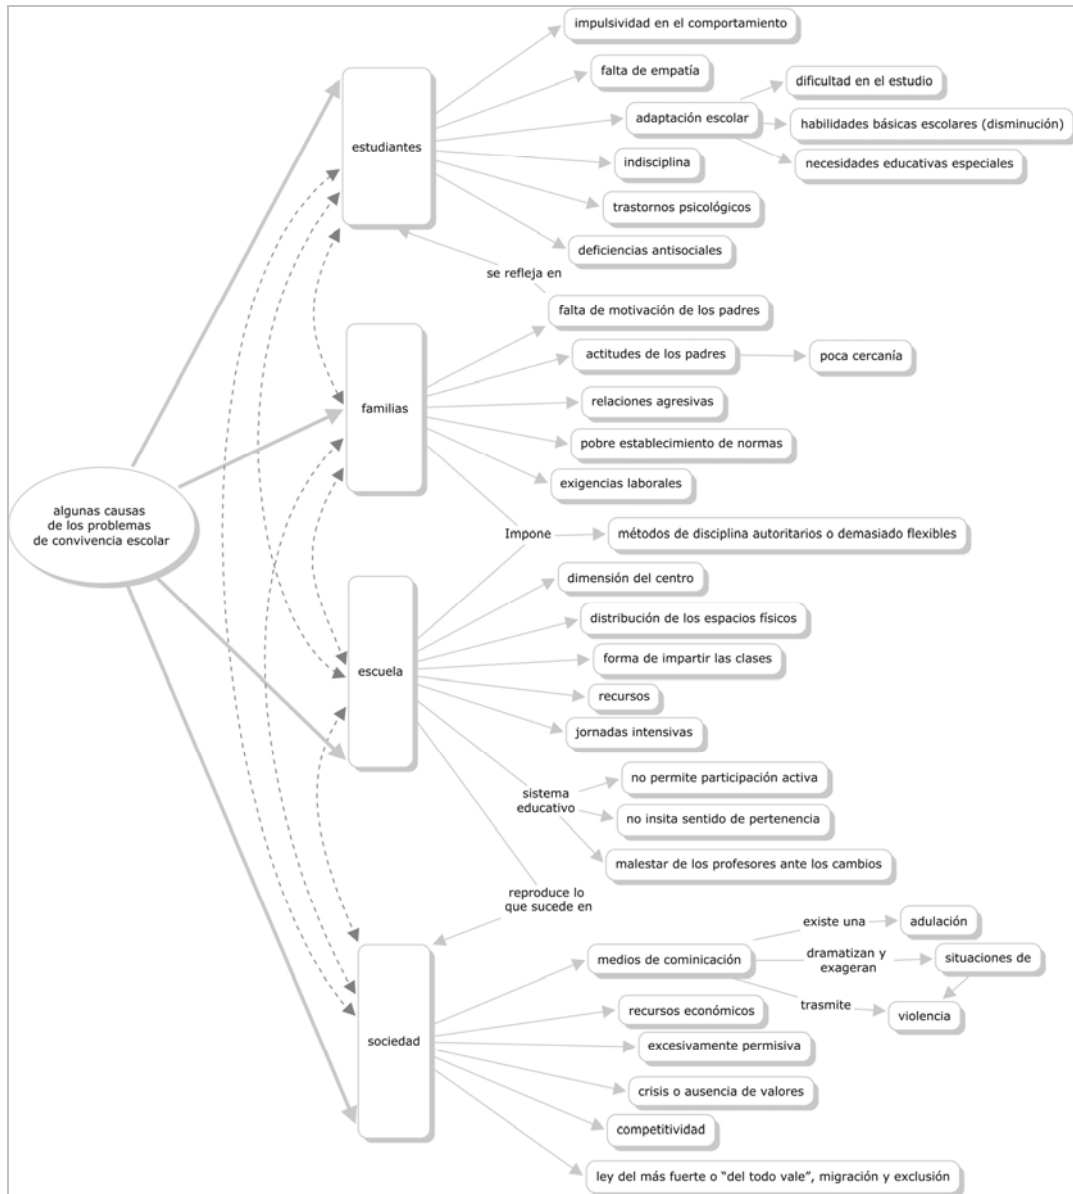 impulsividad en el comportamiento
falta de empatía
dificultad en el estudio
adaptación escolar
habilidades básicas escolares (disminución)
estudiantes
indisciplina
necesidades educativas especiales
trastornos psicológicos
deficiencias antisociales
se refleja en
falta de motivación de los padres
actitudes de los padres
poca cercanía
familias
relaciones agresivas
pobre establecimiento de normas
exigencias laborales
algunas causas
de los problemas
de convivencia escolar
Impone
métodos de disciplina autoritarios o demasiado flexibles
dimensión del centro
distribución de los espacios físicos
forma de impartir las clases
escuela
recursos
jornadas intensivas
no permite participación activa
sistema
educativo
no insita sentido de pertenencia
malestar de los profesores ante los cambios
reproduce lo
que sucede en
existe una
adulación
medios de cominicación
dramatizan y
exageran
situaciones de
trasmite
violencia
recursos económicos
sociedad
excesivamente permisiva
crisis o ausencia de valores
competitividad
ley del más fuerte o “del todo vale”, migración y exclusión